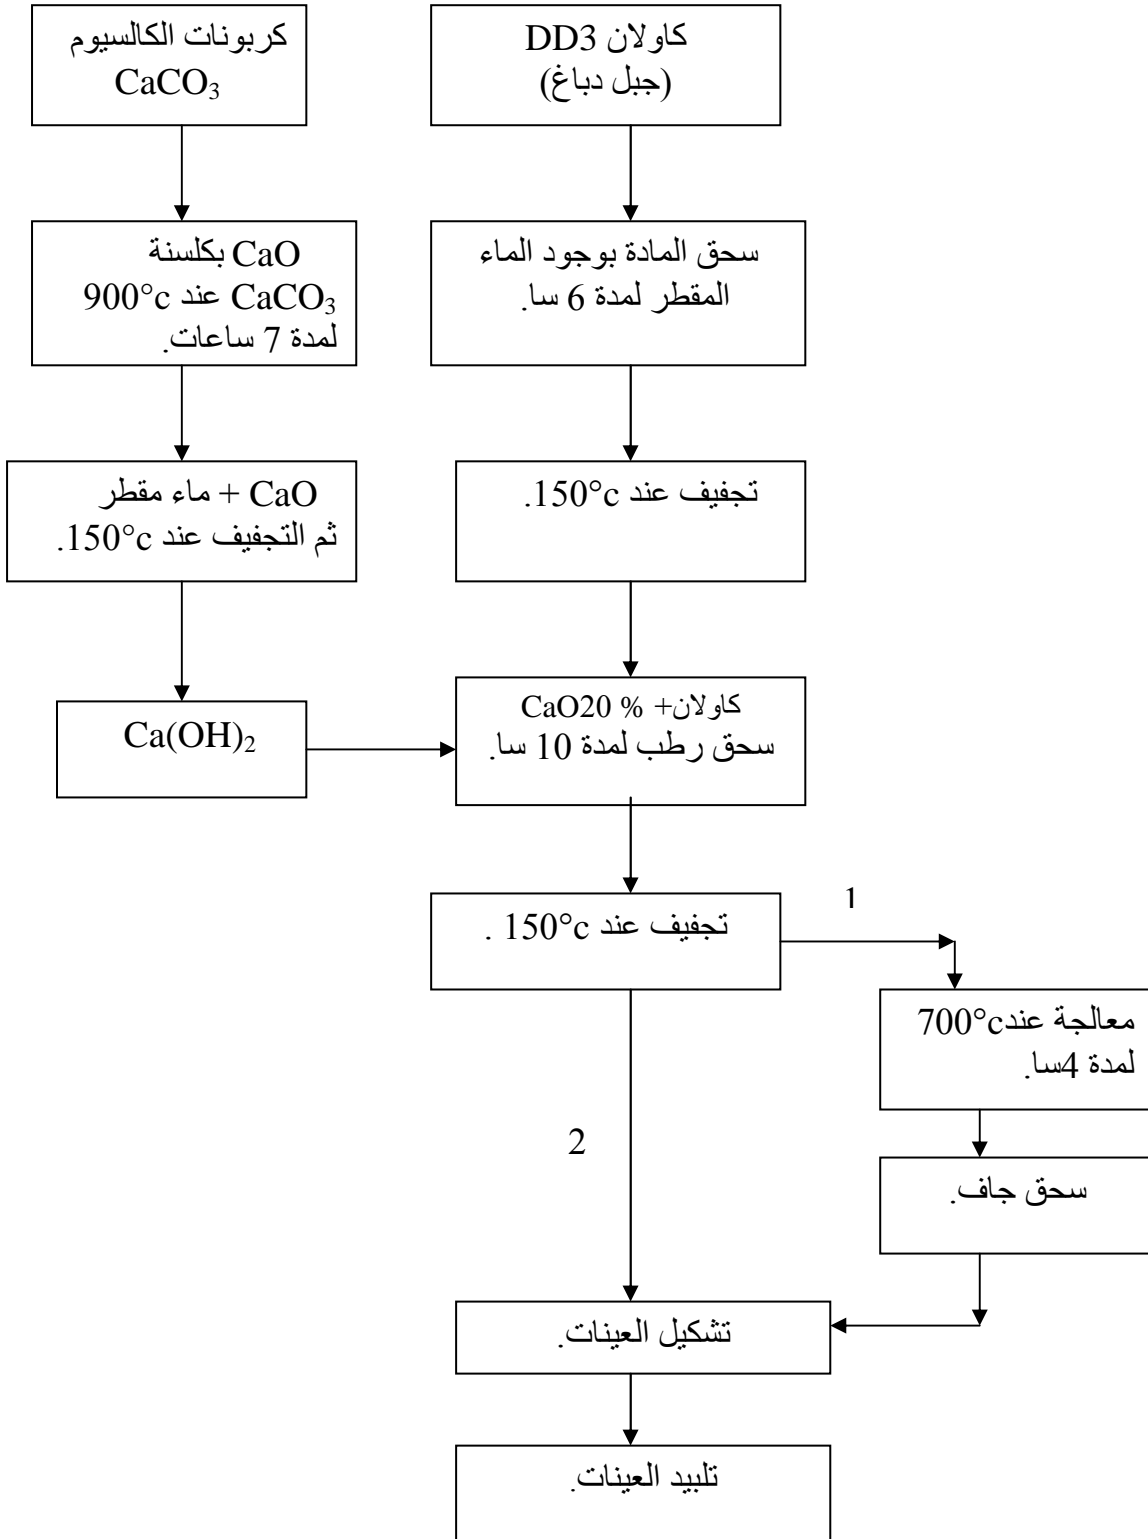 كربونات الكالسيوم
CaCO₃
كاولان DD3
(جبل دباغ)
CaO بكلسنة
CaCO₃ عند 900°c
لمدة 7 ساعات.
سحق المادة بوجود الماء
المقطر لمدة 6 سا.
CaO + ماء مقطر
ثم التجفيف عند 150°c.
تجفيف عند 150°c.
Ca(OH)₂
كاولان+ CaO20 %
سحق رطب لمدة 10 سا.
تجفيف عند 150°c .
1
معالجة عند700°c
لمدة 4سا.
2
سحق جاف.
تشكيل العينات.
تلبيد العينات.